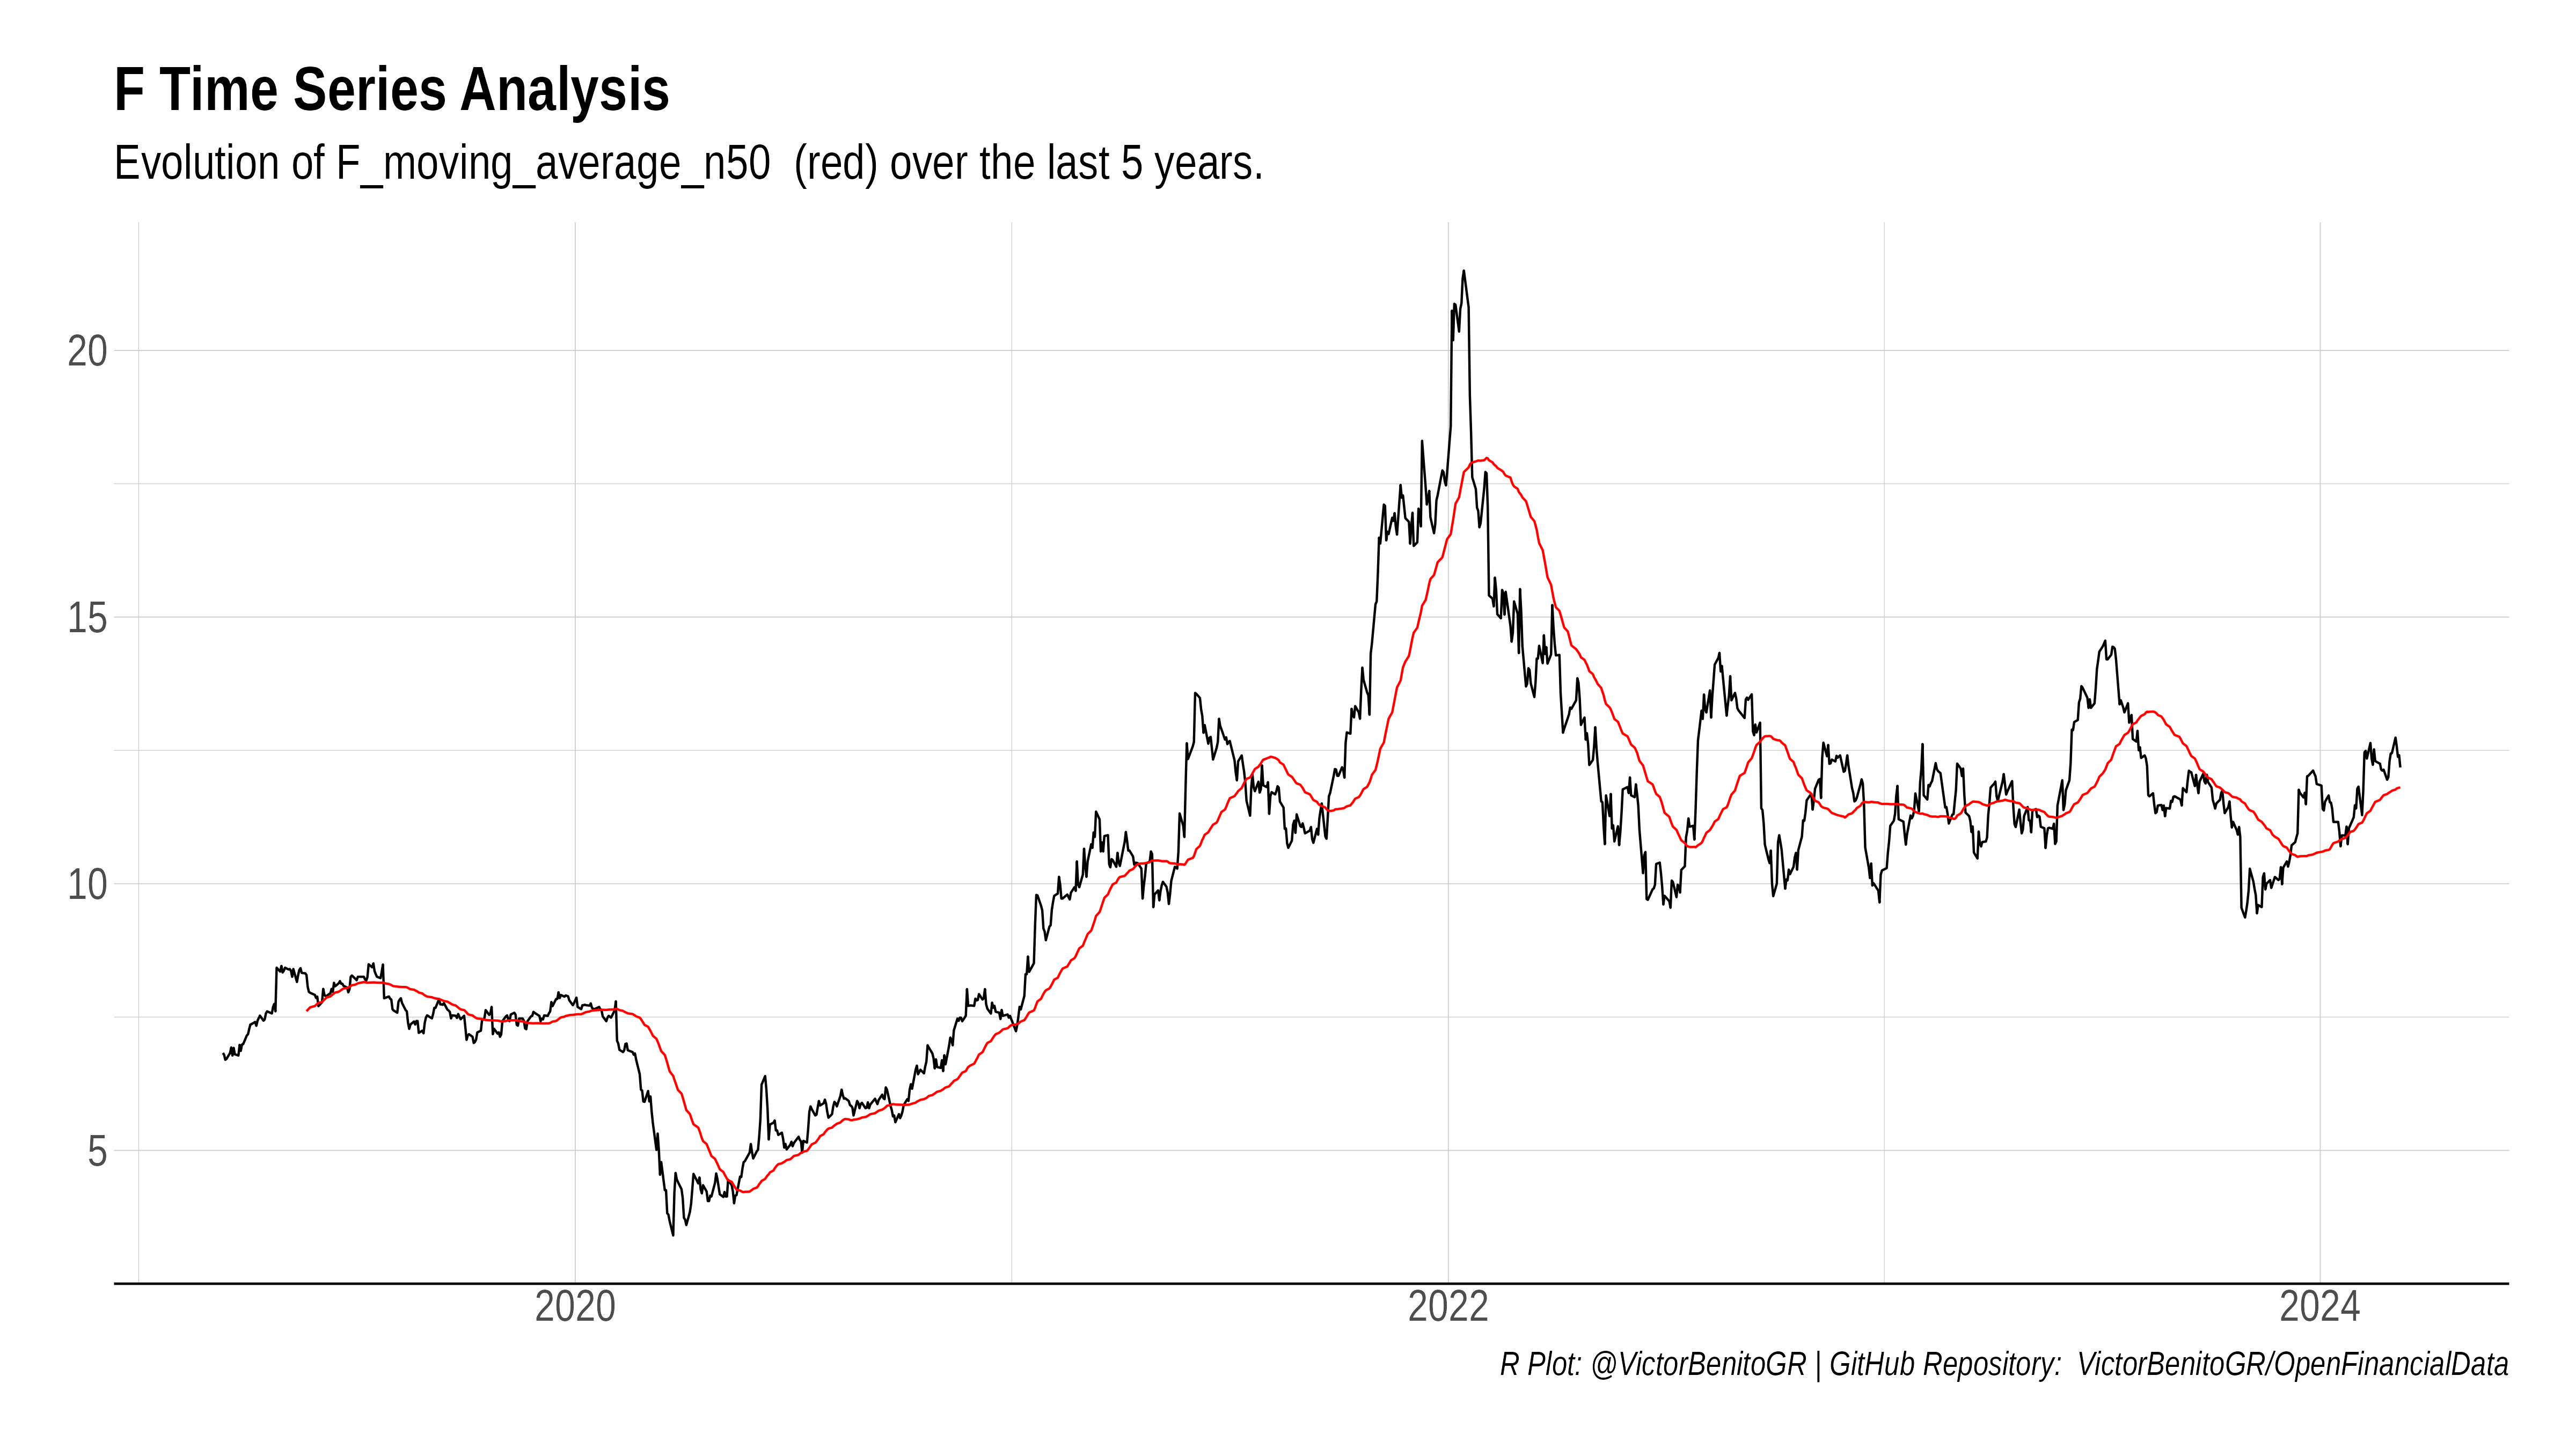 F Time Series Analysis
Evolution of F_moving_average_n50  (red) over the last 5 years.
20
15
10
5
2020
2022
2024
R Plot: @VictorBenitoGR | GitHub Repository:  VictorBenitoGR/OpenFinancialData